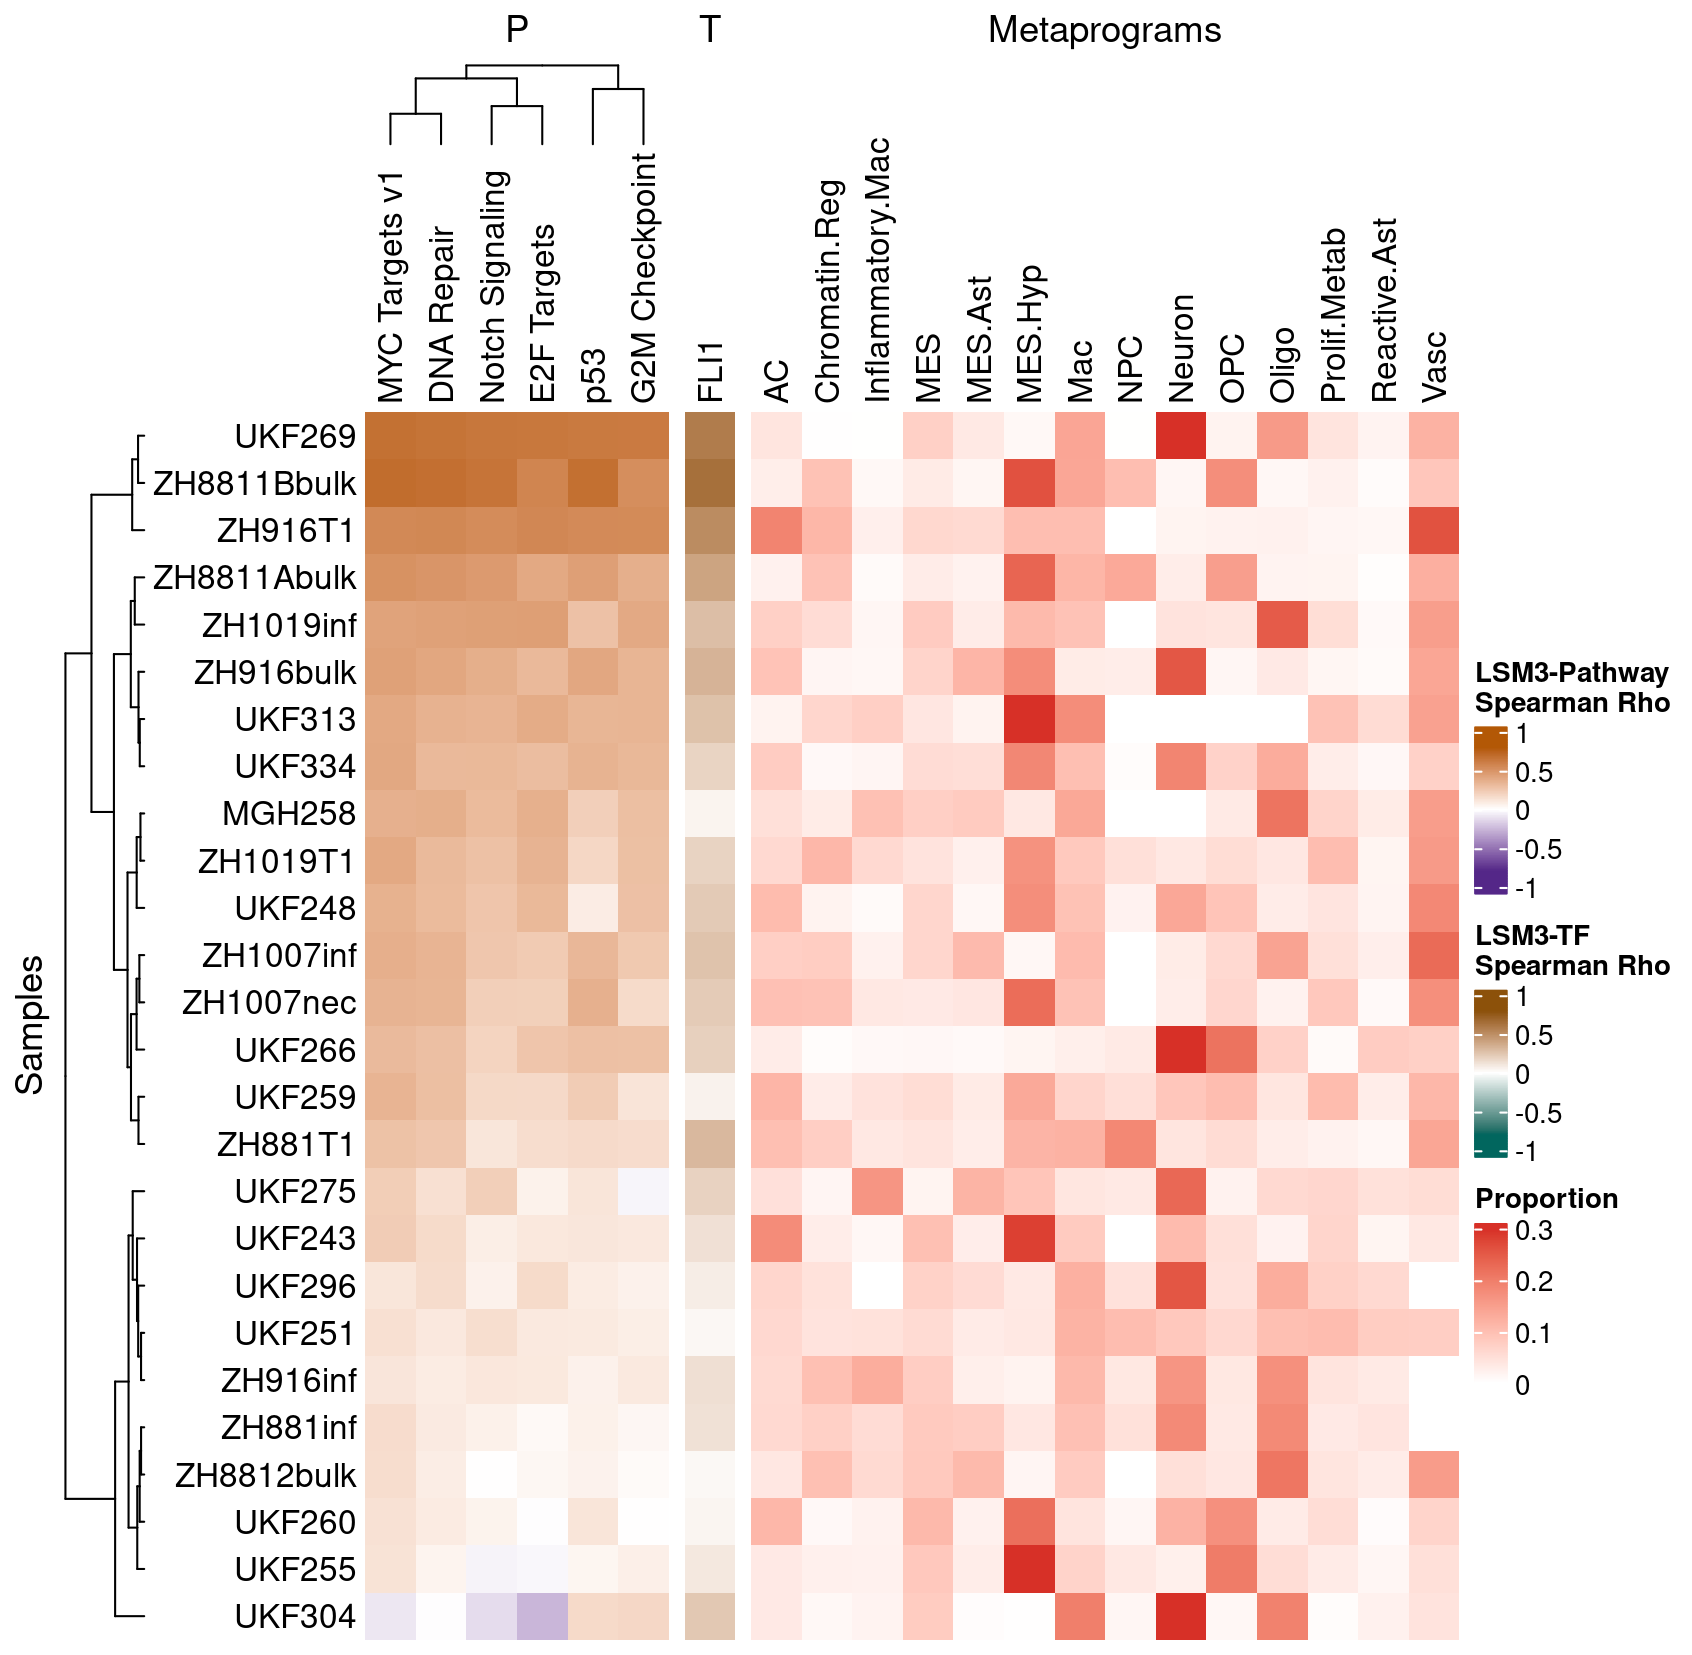 P T Metaprograms
MYC Targets v1
DNA Repair
Notch Signaling
E2F Targets
p53
G2M Checkpoint
FLI1
AC
Chromatin.Reg
Inflammatory.Mac
MES
MES.Ast
MES.Hyp
Mac
NPC
Neuron
OPC
Oligo
Prolif.Metab
Reactive.Ast
Vasc
Samples
UKF269
ZH8811Bbulk
ZH916T1
ZH8811Abulk
ZH1019inf
ZH916bulk
UKF313
UKF334
MGH258
ZH1019T1
UKF248
ZH1007inf
ZH1007nec
UKF266
UKF259
ZH881T1
UKF275
UKF243
UKF296
UKF251
ZH916inf
ZH881inf
ZH8812bulk
UKF260
UKF255
UKF304
LSM3-Pathway
Spearman Rho
1
0.5
0
-0.5
-1
LSM3-TF
Spearman Rho
1
0.5
0
-0.5
-1
Proportion
0.3
0.2
0.1
0